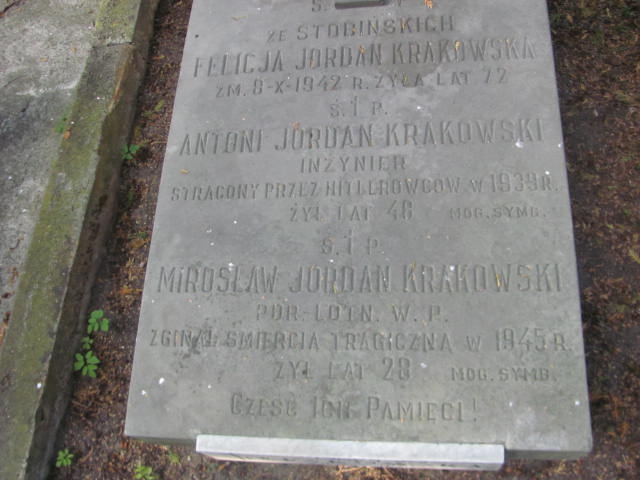 ZE STOBIŃSKICH
FELICJA JORDAN KRAKOWSKA
ZM. 8-X-1942 R. ŻYŁA LAT 72
Ś. † P.
ANTONI JORDAN KRAKOWSKI
INŻYNIER
STRACONY PRZEZ HITLEROWCÓW W 1939 R.
ŻYŁ LAT 46 MOG. SYMB.
Ś. † P.
MIROSŁAW JORDAN KRAKOWSKI
POR. LOTN. W. P.
ZGINĄŁ ŚMIERCIĄ TRAGICZNĄ W 1945 R.
ŻYŁ LAT 28 MOG. SYMB.
CZEŚĆ ICH PAMIĘCI!